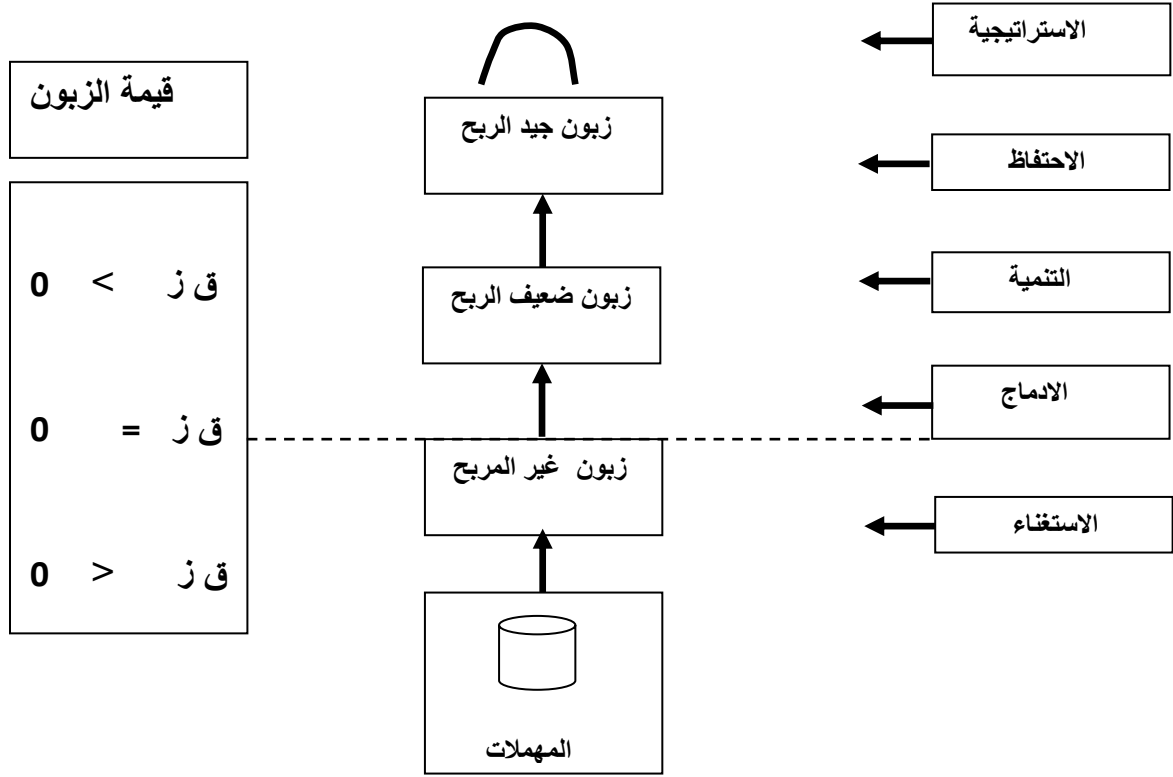 الاستراتيجية
قيمة الزبون
زبون جيد الربح
الاحتفاظ
التنمية
زبون ضعيف الربح
ق ز > 0
الادماج
زبون غير المربح
ق ز = 0
الاستغناء
ق ز < 0
المهملات